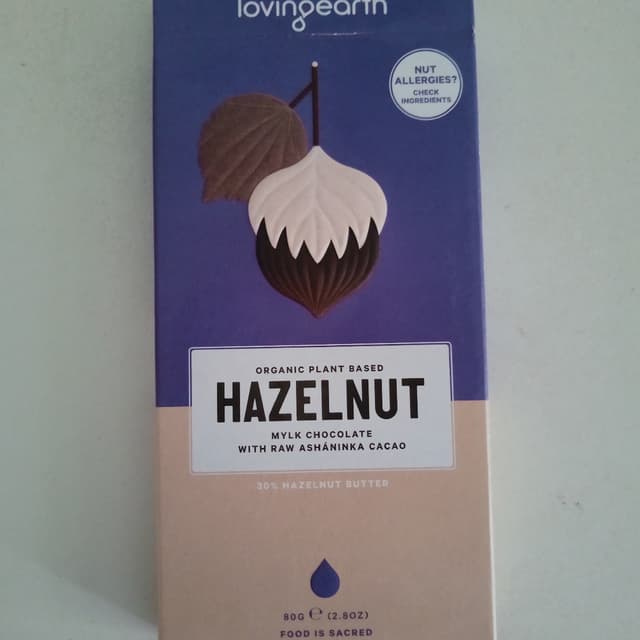 lovingearth
NUT
ALLERGIES?
CHECK
INGREDIENTS
ORGANIC PLANT BASED
HAZELNUT
MYLK CHOCOLATE
WITH RAW ASHÁNINKA CACAO
30% HAZELNUT BUTTER
80G ℮ (2.8OZ)
FOOD IS SACRED